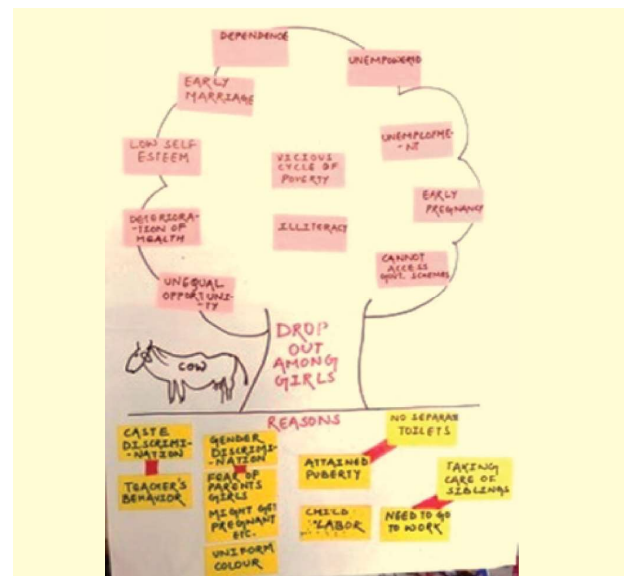 DEPENDENCE
UNEMPOWERED
EARLY
MARRIAGE
UNEMPLOYME-
-NT
LOW SELF
ESTEEM
VICIOUS
CYCLE OF
POVERTY
EARLY
PREGNANCY
DETERIORA-
-TION OF
HEALTH
ILLITERACY
CANNOT
ACCESS
GOVT. SCHEMES
UNEQUAL
OPPORTUNI-
-TY
DROP
OUT
AMONG
GIRLS
COW
REASONS
NO SEPARATE
TOILETS
CASTE
DISCRIMI-
-NATION
GENDER
DISCRIMI-
-NATION
ATTAINED
PUBERTY
TAKING
CARE OF
SIBLINGS
TEACHER'S
BEHAVIOR
FEAR OF
PARENTS
GIRLS
MIGHT GET
PREGNANT
ETC.
CHILD
LABOR
NEED TO GO
TO WORK
UNIFORM
COLOUR